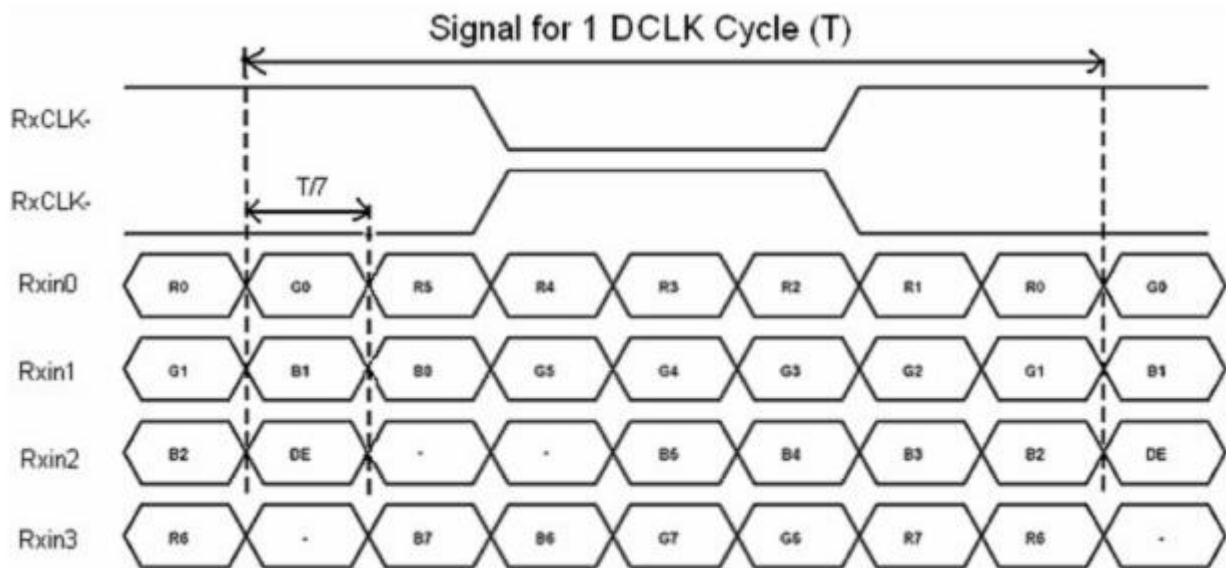 Signal for 1 DCLK Cycle (T)
RxCLK-
T/7
RxCLK-
Rxin0 R0 G0 R5 R4 R3 R2 R1 R0 G0
Rxin1 G1 B1 B0 G5 G4 G3 G2 G1 B1
Rxin2 B2 DE - - B5 B4 B3 B2 DE
Rxin3 R6 - B7 B6 G7 G6 R7 R6 -